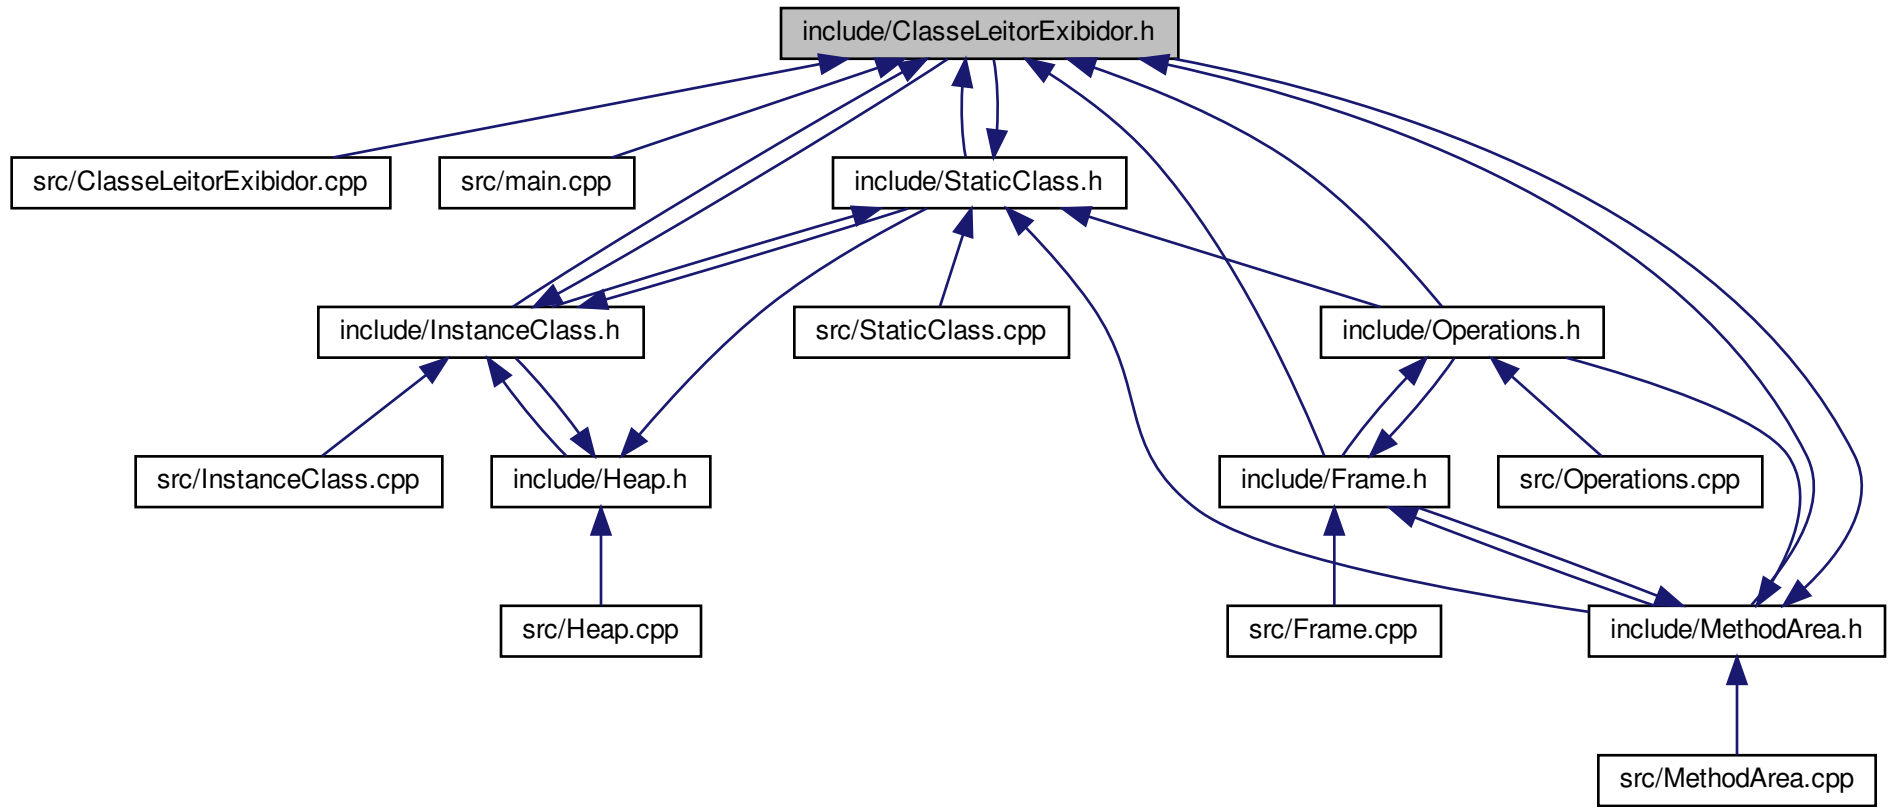 include/ClasseLeitorExibidor.h
src/ClasseLeitorExibidor.cpp
src/main.cpp
include/StaticClass.h
include/InstanceClass.h
src/StaticClass.cpp
include/Operations.h
src/InstanceClass.cpp
include/Heap.h
include/Frame.h
src/Operations.cpp
src/Heap.cpp
src/Frame.cpp
include/MethodArea.h
src/MethodArea.cpp